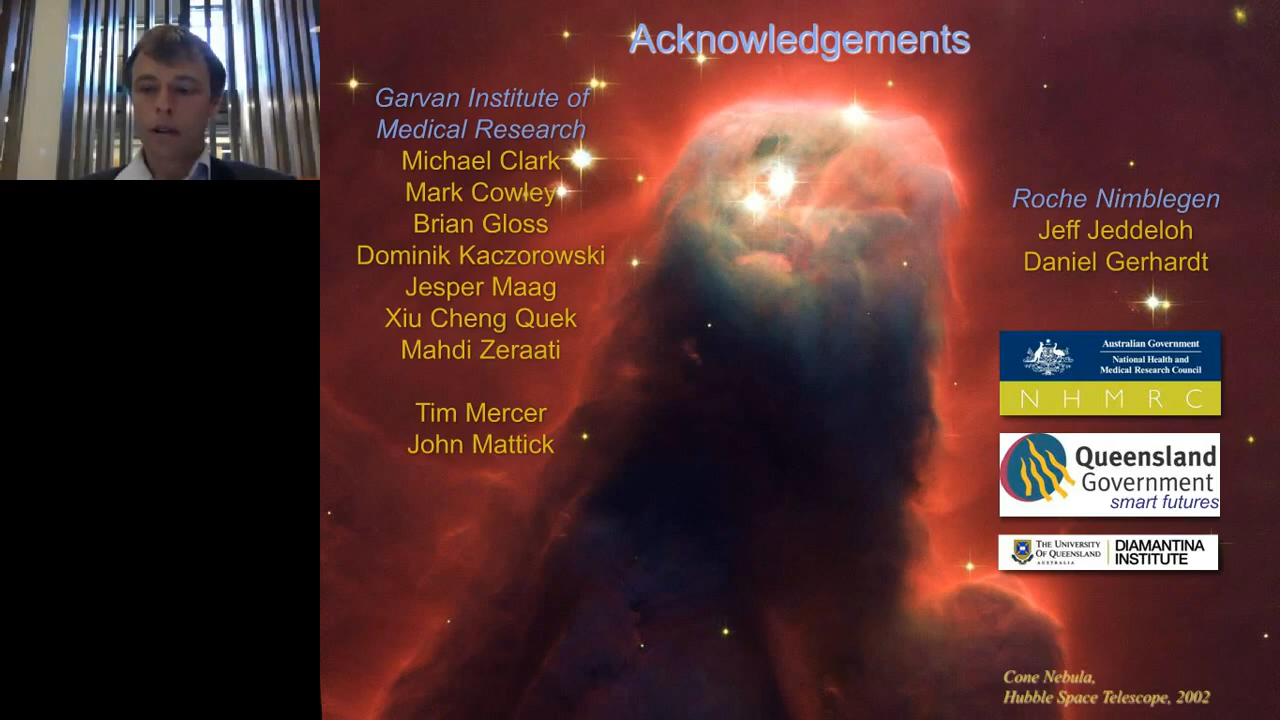 Acknowledgements
Garvan Institute of
Medical Research
Michael Clark
Mark Cowley
Brian Gloss
Dominik Kaczorowski
Jesper Maag
Xiu Cheng Quek
Mahdi Zeraati
Tim Mercer
John Mattick
Roche Nimblegen
Jeff Jeddeloh
Daniel Gerhardt
Australian Government
National Health and
Medical Research Council
N H M R C
Queensland
Government
smart futures
THE UNIVERSITY
OF QUEENSLAND
AUSTRALIA
DIAMANTINA
INSTITUTE
Cone Nebula,
Hubble Space Telescope, 2002